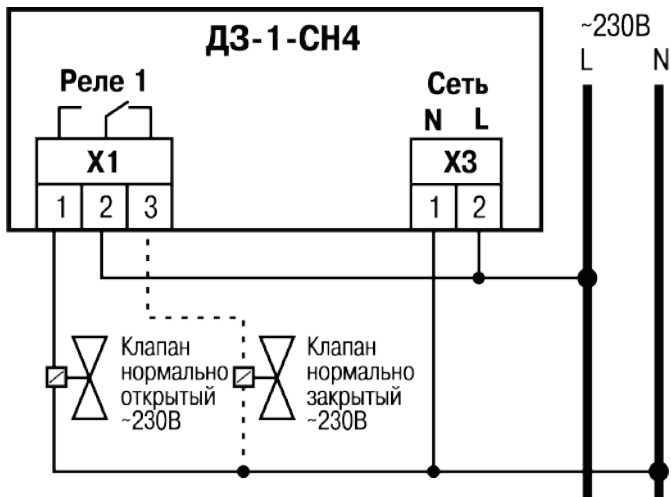 ДЗ-1-СН4
~230В
L N
Реле 1
Сеть
N L
X1
X3
1 2 3
1 2
Клапан
нормально
открытый
~230В
Клапан
нормально
закрытый
~230В